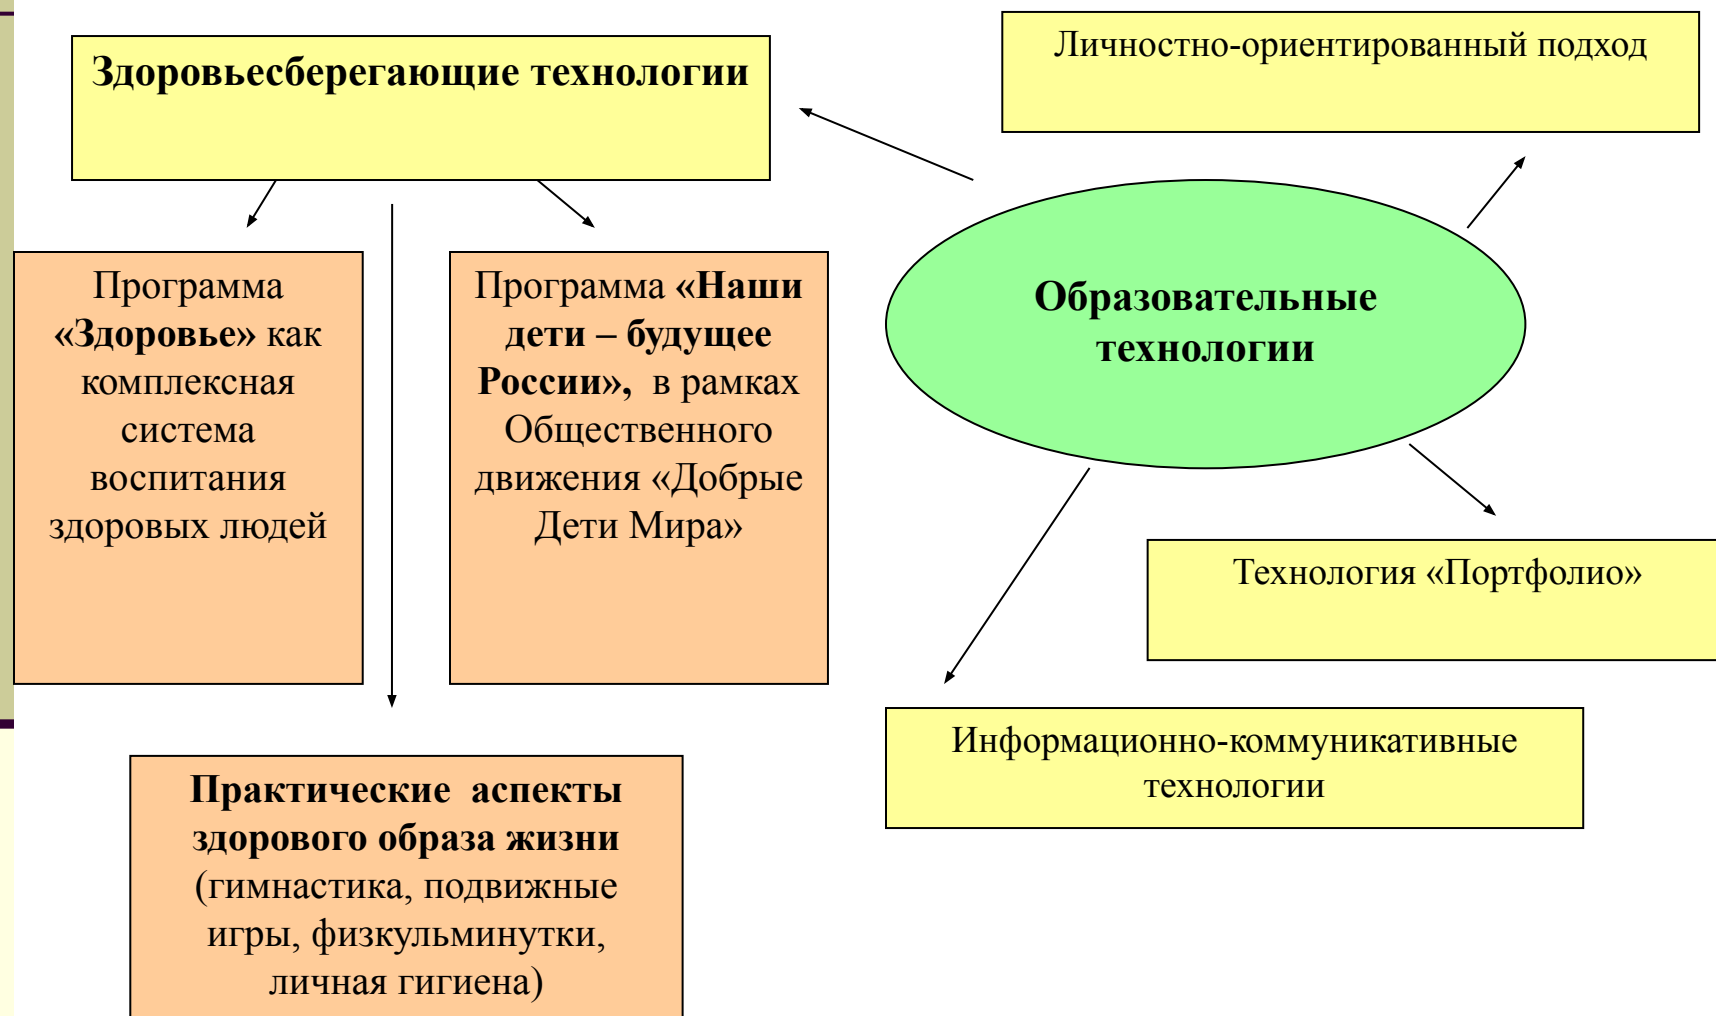 Здоровьесберегающие технологии
Личностно-ориентированный подход
Образовательные
технологии
Программа
«Здоровье» как
комплексная
система
воспитания
здоровых людей
Программа «Наши
дети – будущее
России», в рамках
Общественного
движения «Добрые
Дети Мира»
Технология «Портфолио»
Информационно-коммуникативные
технологии
Практические аспекты
здорового образа жизни
(гимнастика, подвижные
игры, физкульминутки,
личная гигиена)